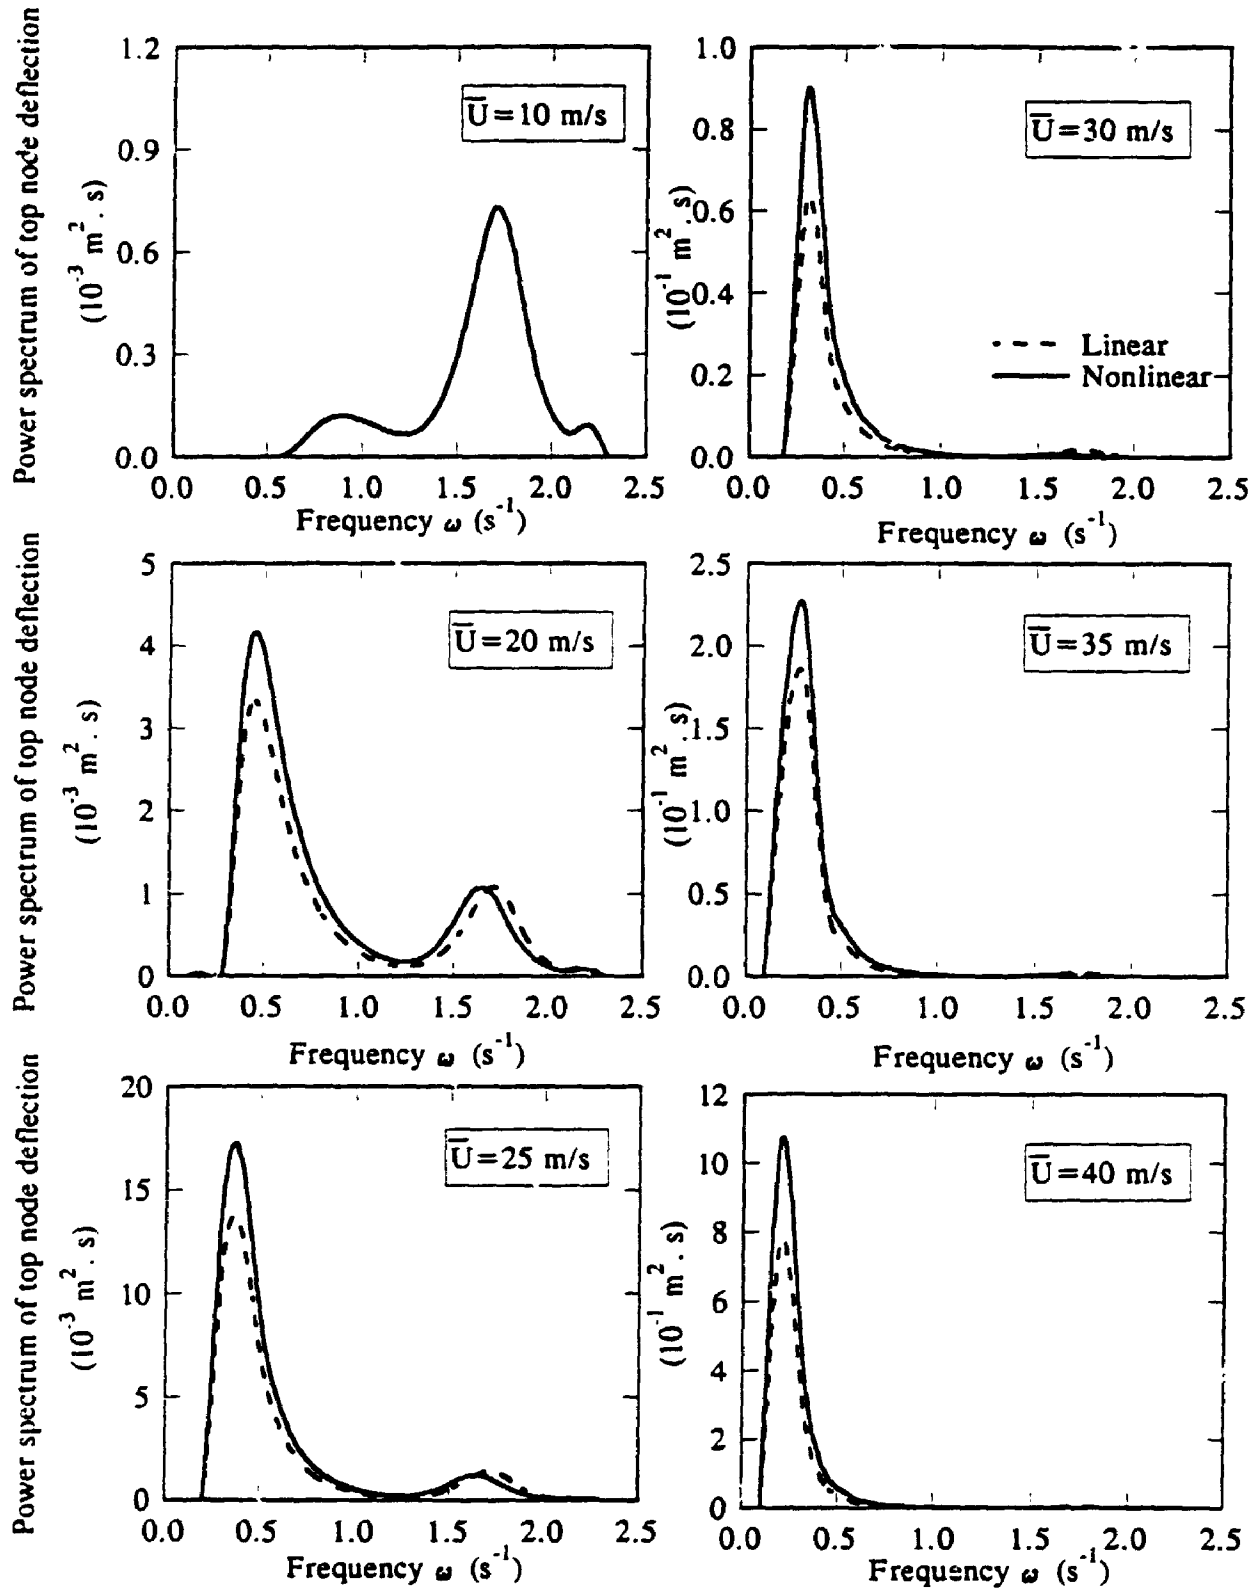 Power spectrum of top node deflection
(10⁻³ m². s)
1.2
0.9
0.6
0.3
0.0
U̅=10 m/s
0.0 0.5 1.0 1.5 2.0 2.5
Frequency ω (s⁻¹)
(10⁻¹ m². s)
1.0
0.8
0.6
0.4
0.2
0.0
U̅=30 m/s
Linear
Nonlinear
0.0 0.5 1.0 1.5 2.0 2.5
Frequency ω (s⁻¹)
Power spectrum of top node deflection
(10⁻³ m². s)
5
4
3
2
1
0
U̅=20 m/s
0.0 0.5 1.0 1.5 2.0 2.5
Frequency ω (s⁻¹)
(10⁻¹ m². s)
2.5
2.0
1.5
1.0
0.5
0.0
U̅=35 m/s
0.0 0.5 1.0 1.5 2.0 2.5
Frequency ω (s⁻¹)
Power spectrum of top node deflection
(10⁻³ m². s)
20
15
10
5
0
U̅=25 m/s
0.0 0.5 1.0 1.5 2.0 2.5
Frequency ω (s⁻¹)
(10⁻¹ m². s)
12
10
8
6
4
2
0
U̅=40 m/s
0.0 0.5 1.0 1.5 2.0 2.5
Frequency ω (s⁻¹)